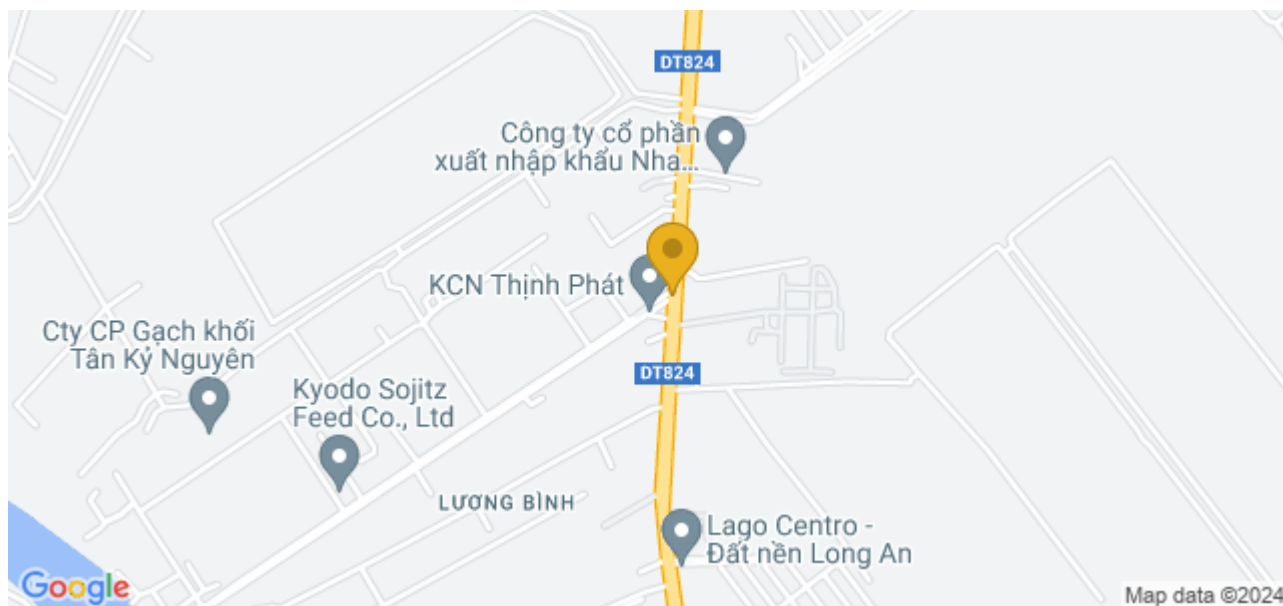 DT824
Công ty cổ phần
xuất nhập khẩu Nha...
KCN Thịnh Phát
Cty CP Gạch khối
Tân Kỷ Nguyên
DT824
Kyodo Sojitz
Feed Co., Ltd
LƯƠNG BÌNH
Lago Centro -
Đất nền Long An
Google
Map data ©2024